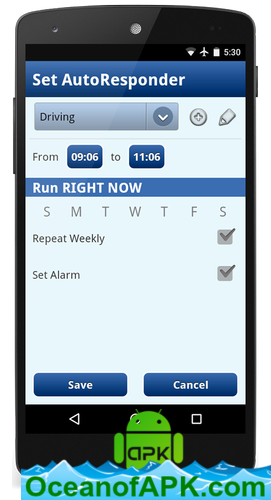 5:30
Set AutoResponder
Driving
From 09:06 to 11:06
Run RIGHT NOW
S M T W T F S
Repeat Weekly
Set Alarm
Save Cancel
APK
OceanofAPK.com